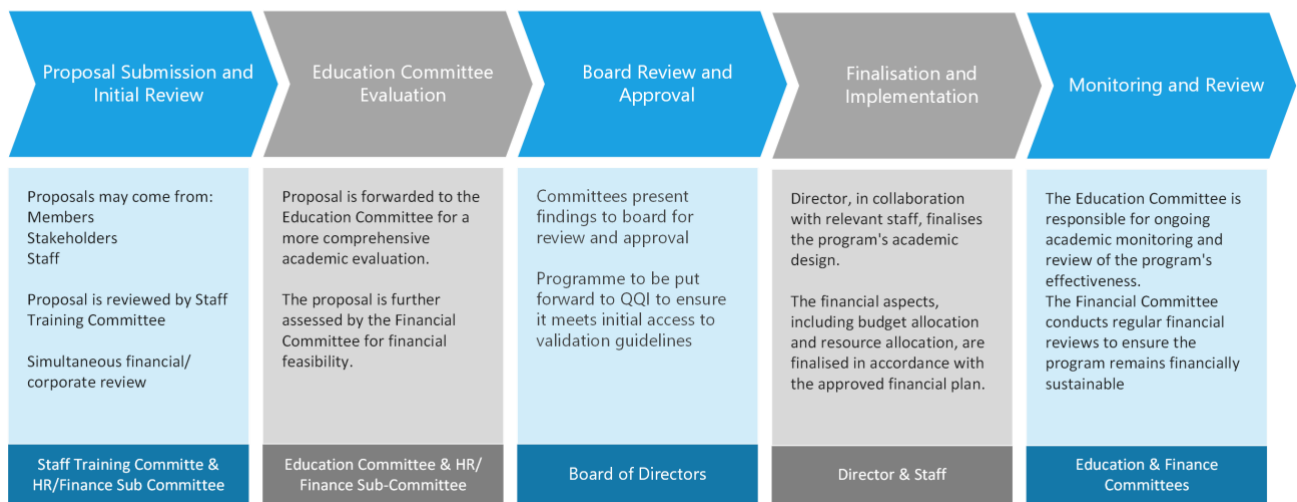 Proposal Submission and
Initial Review
Proposals may come from:
Members
Stakeholders
Staff
Proposal is reviewed by Staff
Training Committee
Simultaneous financial/
corporate review
Staff Training Committe &
HR/Finance Sub Committee
Education Committee
Evaluation
Proposal is forwarded to the
Education Committee for a
more comprehensive
academic evaluation.
The proposal is further
assessed by the Financial
Committee for financial
feasibility.
Education Committee & HR/
Finance Sub-Committee
Board Review and
Approval
Committees present
findings to board for
review and approval
Programme to be put
forward to QQI to ensure
it meets initial access to
validation guidelines
Board of Directors
Finalisation and
Implementation
Director, in collaboration
with relevant staff, finalises
the program's academic
design.
The financial aspects,
including budget allocation
and resource allocation, are
finalised in accordance with
the approved financial plan.
Director & Staff
Monitoring and Review
The Education Committee is
responsible for ongoing
academic monitoring and
review of the program's
effectiveness.
The Financial Committee
conducts regular financial
reviews to ensure the
program remains financially
sustainable
Education & Finance
Committees